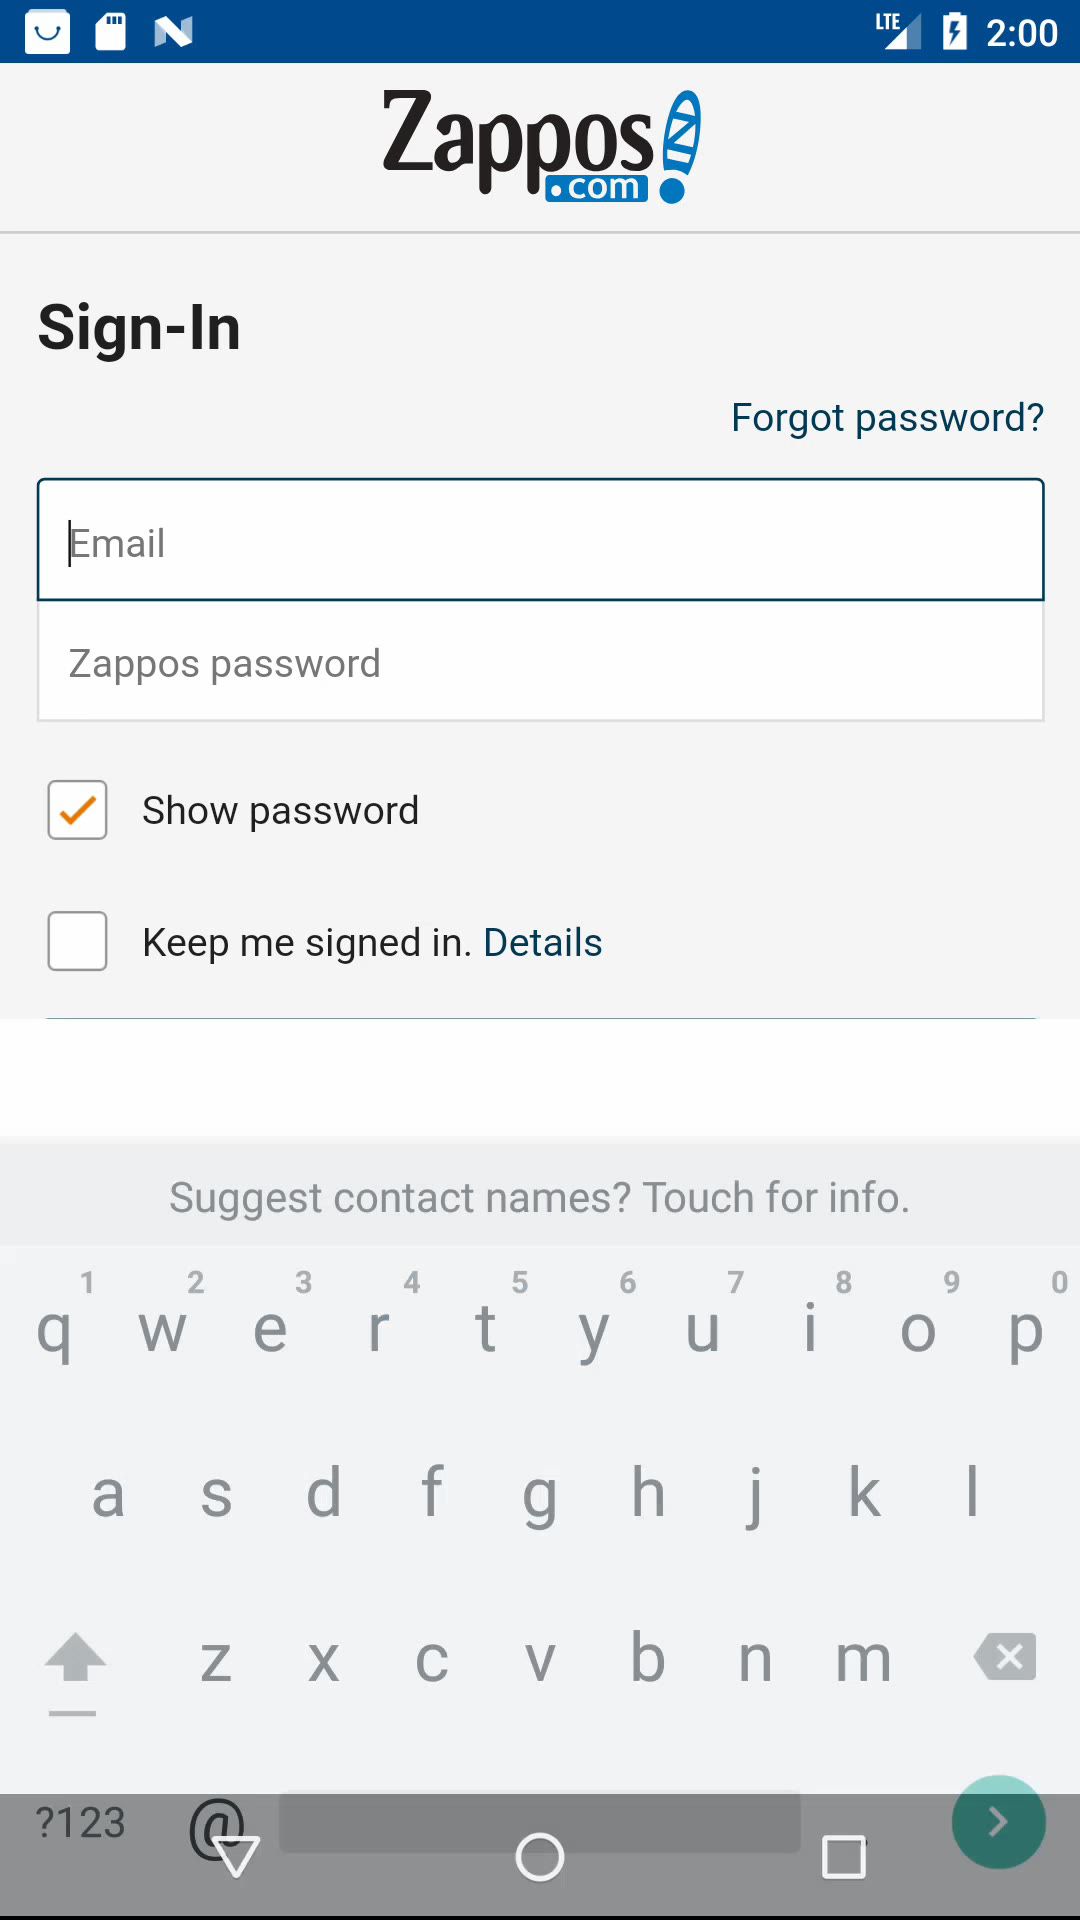 LTE 2:00
Zappos
.com
Sign-In
Forgot password?
Email
Zappos password
Show password
Keep me signed in. Details
Suggest contact names? Touch for info.
1 2 3 4 5 6 7 8 9 0
q w e r t y u i o p
a s d f g h j k l
z x c v b n m
?123 @